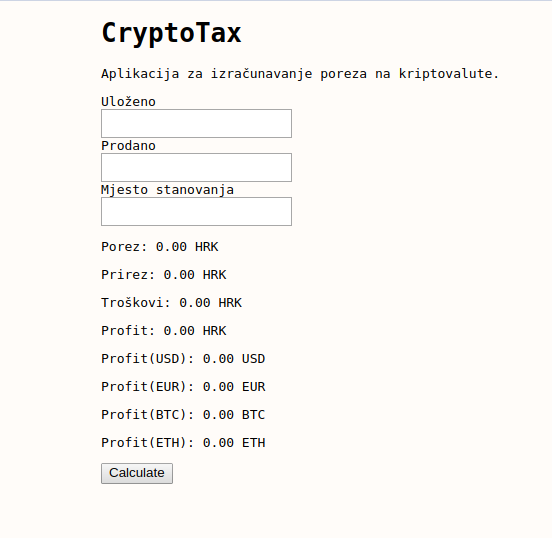 CryptoTax
Aplikacija za izračunavanje poreza na kriptovalute.
Uloženo
Prodano
Mjesto stanovanja
Porez: 0.00 HRK
Prirez: 0.00 HRK
Troškovi: 0.00 HRK
Profit: 0.00 HRK
Profit(USD): 0.00 USD
Profit(EUR): 0.00 EUR
Profit(BTC): 0.00 BTC
Profit(ETH): 0.00 ETH
Calculate